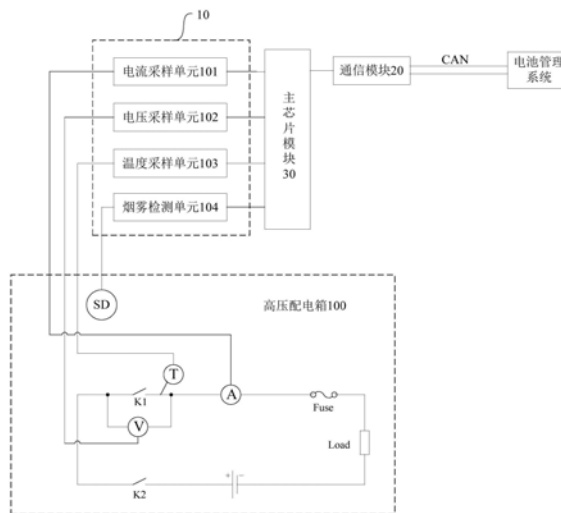 10
电流采样单元101
电压采样单元102
温度采样单元103
烟雾检测单元104
主芯片模块30
通信模块20
CAN
电池管理
系统
高压配电箱100
SD
T
K1
A
V
Fuse
Load
K2
+
−